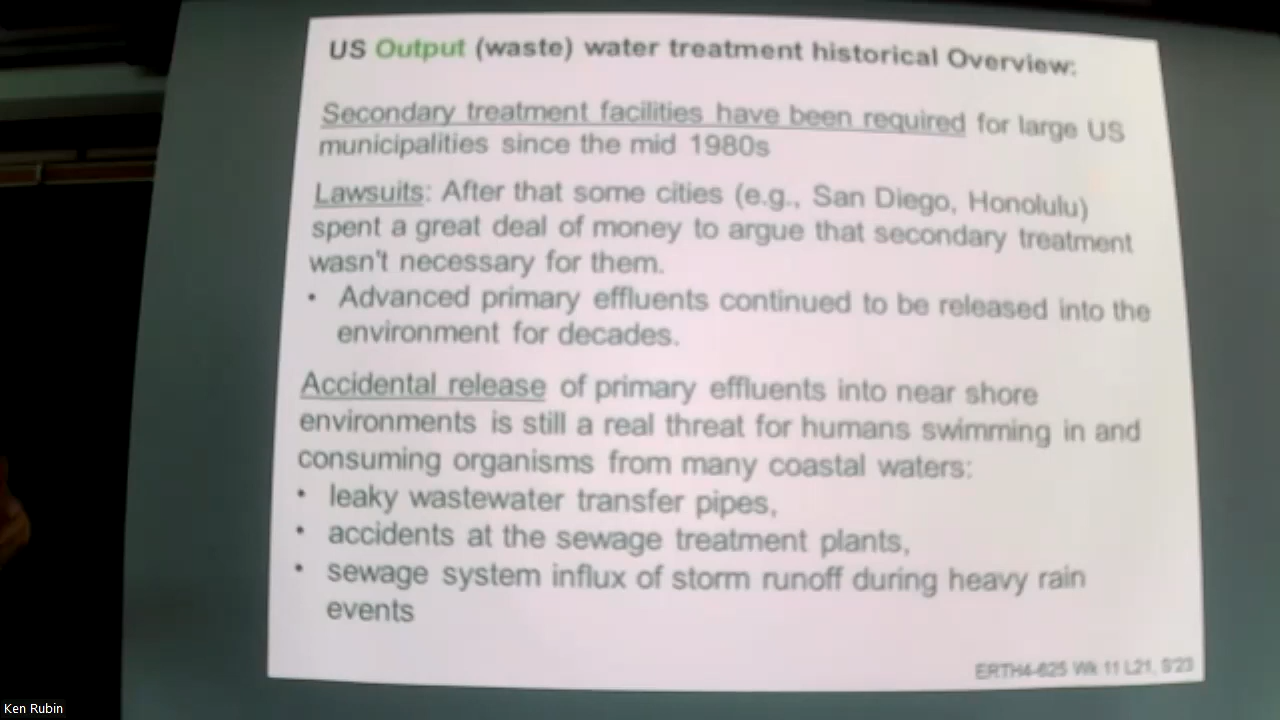 US Output (waste) water treatment historical Overview:
Secondary treatment facilities have been required for large US
municipalities since the mid 1980s
Lawsuits: After that some cities (e.g., San Diego, Honolulu)
spent a great deal of money to argue that secondary treatment
wasn't necessary for them.
• Advanced primary effluents continued to be released into the
environment for decades.
Accidental release of primary effluents into near shore
environments is still a real threat for humans swimming in and
consuming organisms from many coastal waters:
• leaky wastewater transfer pipes,
• accidents at the sewage treatment plants,
• sewage system influx of storm runoff during heavy rain
events
Wk 11 L21, S'23
Ken Rubin